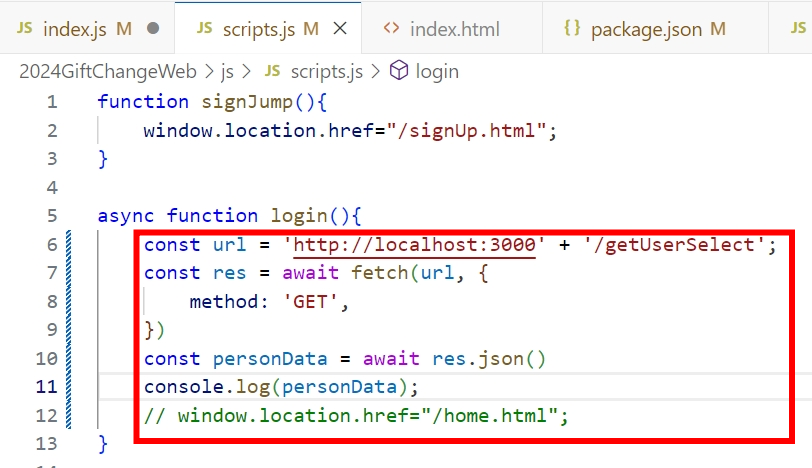 JS index.js M JS scripts.js M <> index.html {} package.json M JS
2024GiftChangeWeb > js > JS scripts.js > login
1 function signJump(){
2 window.location.href="/signUp.html";
3 }
4
5 async function login(){
6 const url = 'http://localhost:3000' + '/getUserSelect';
7 const res = await fetch(url, {
8 method: 'GET',
9 })
10 const personData = await res.json()
11 console.log(personData);
12 // window.location.href="/home.html";
13 }